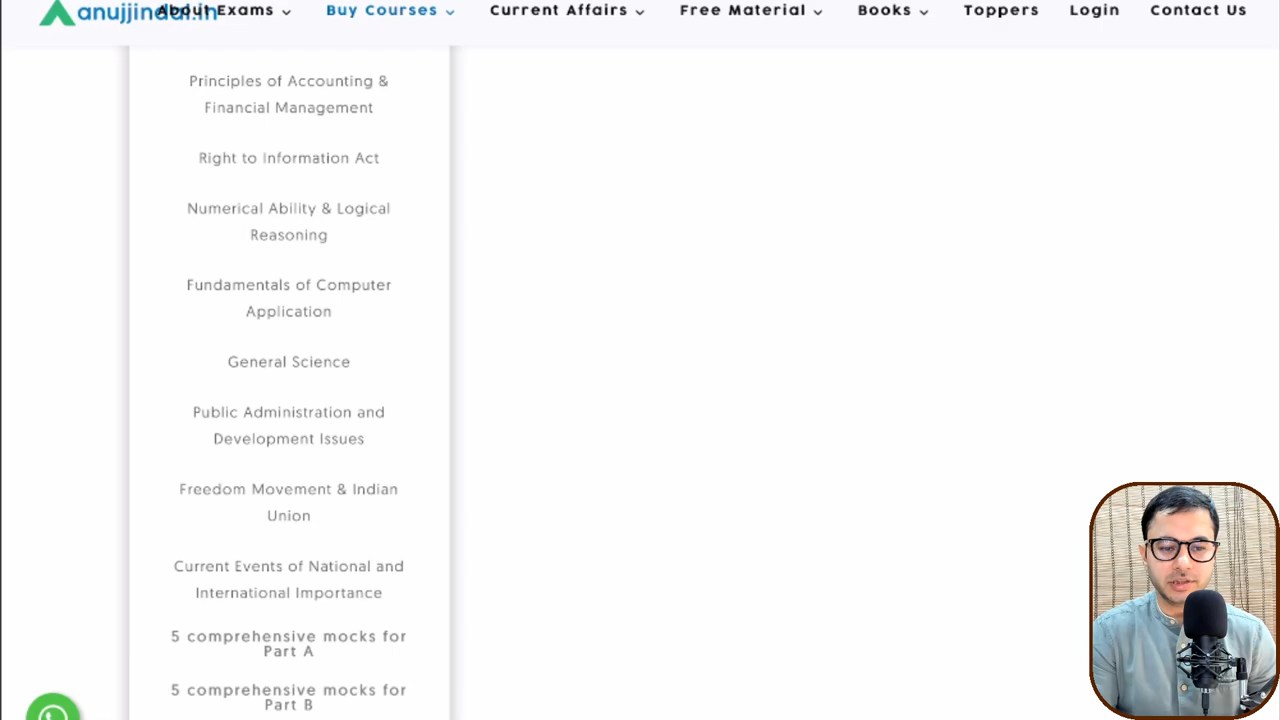 anujjindal.in
About Exams
Buy Courses
Current Affairs
Free Material
Books
Toppers
Login
Contact Us
Principles of Accounting &
Financial Management
Right to Information Act
Numerical Ability & Logical
Reasoning
Fundamentals of Computer
Application
General Science
Public Administration and
Development Issues
Freedom Movement & Indian
Union
Current Events of National and
International Importance
5 comprehensive mocks for
Part A
5 comprehensive mocks for
Part B